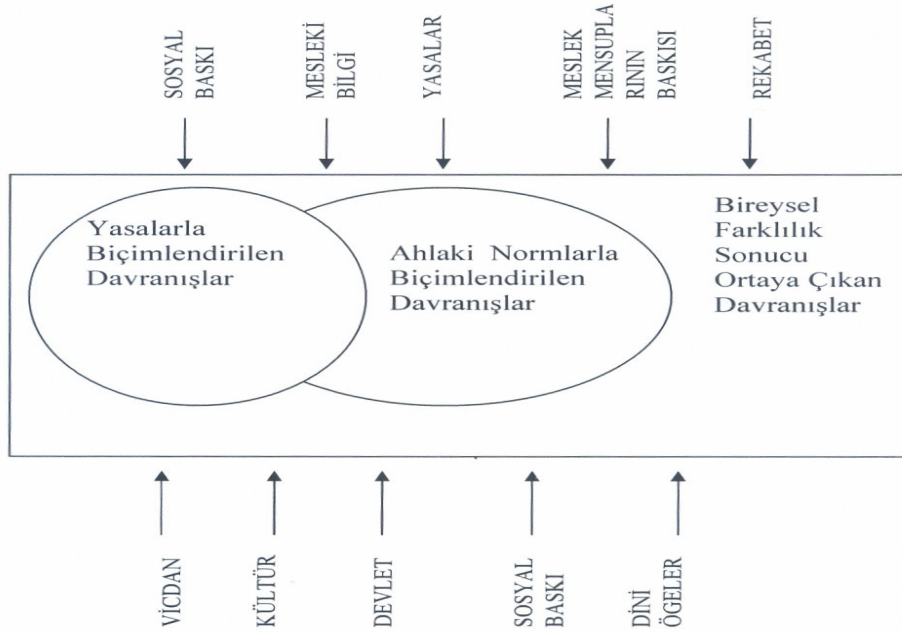 SOSYAL
BASKI
MESLEKİ
BİLGİ
YASALAR
MESLEK
MENSUPLA
RININ
BASKISI
REKABET
Yasalarla
Biçimlendirilen
Davranışlar
Ahlaki Normlarla
Biçimlendirilen
Davranışlar
Bireysel
Farklılık
Sonucu
Ortaya Çıkan
Davranışlar
VİCDAN
KÜLTÜR
DEVLET
SOSYAL
BASKI
DİNİ
ÖGELER